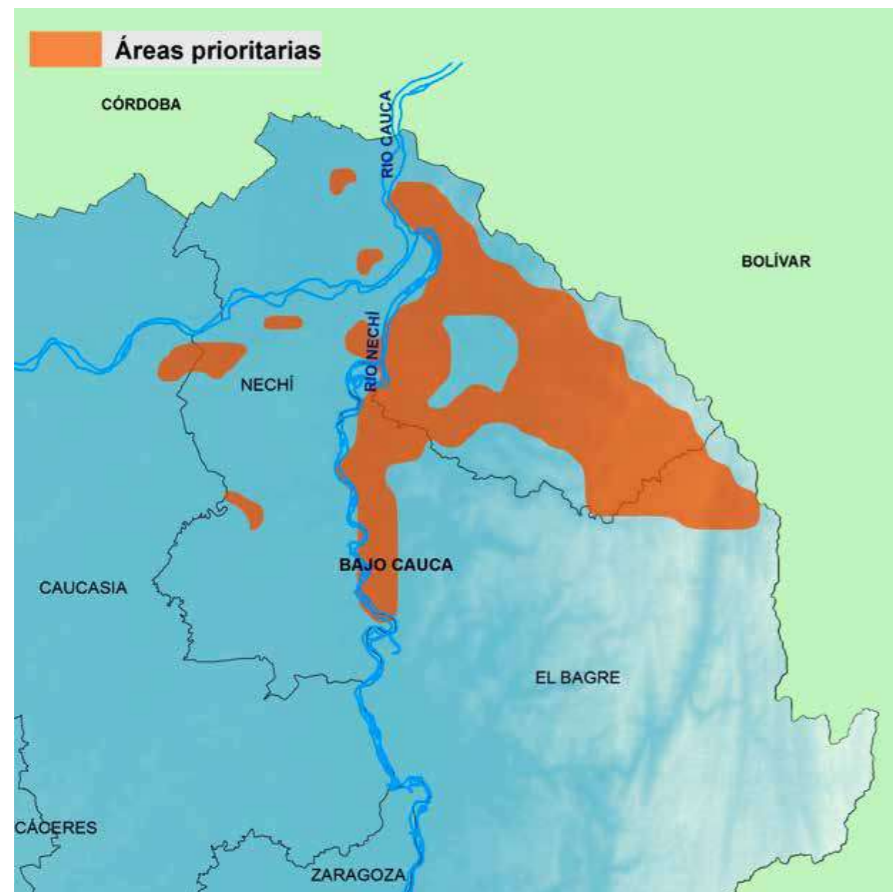 Áreas prioritarias
CÓRDOBA
RIO CAUCA
BOLÍVAR
RIO NECHÍ
NECHÍ
BAJO CAUCA
CAUCASIA
EL BAGRE
CÁCERES
ZARAGOZA